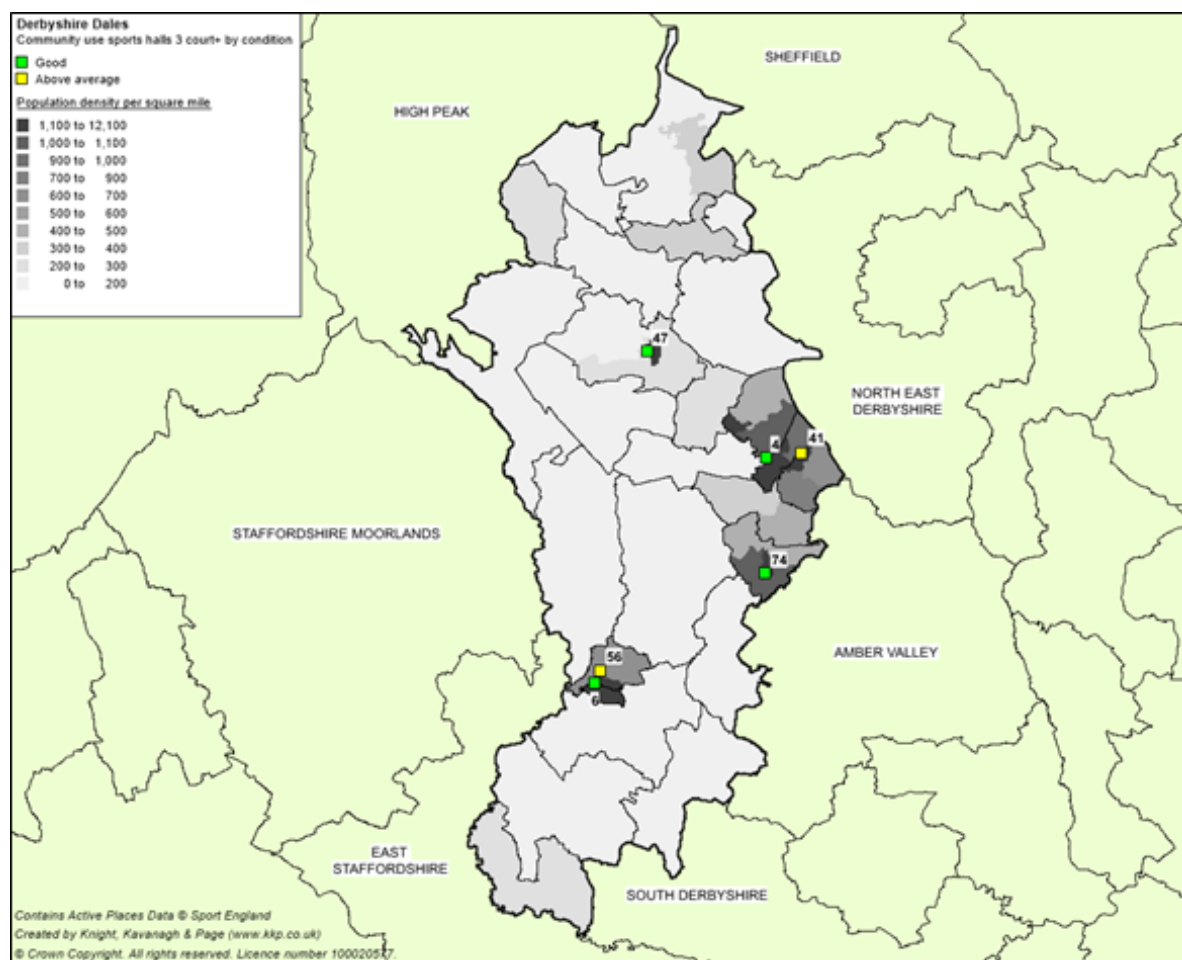 Derbyshire Dales
Community use sports halls 3 court+ by condition
Good
Above average
Population density per square mile
1,100 to 12,100
1,000 to 1,100
900 to 1,000
700 to 900
600 to 700
500 to 600
400 to 500
300 to 400
200 to 300
0 to 200
SHEFFIELD
HIGH PEAK
47
NORTH EAST
DERBYSHIRE
4
41
STAFFORDSHIRE MOORLANDS
74
AMBER VALLEY
56
6
EAST
STAFFORDSHIRE
SOUTH DERBYSHIRE
Contains Active Places Data © Sport England
Created by Knight, Kavanagh & Page (www.kkp.co.uk)
© Crown Copyright. All rights reserved. Licence number 100020577.